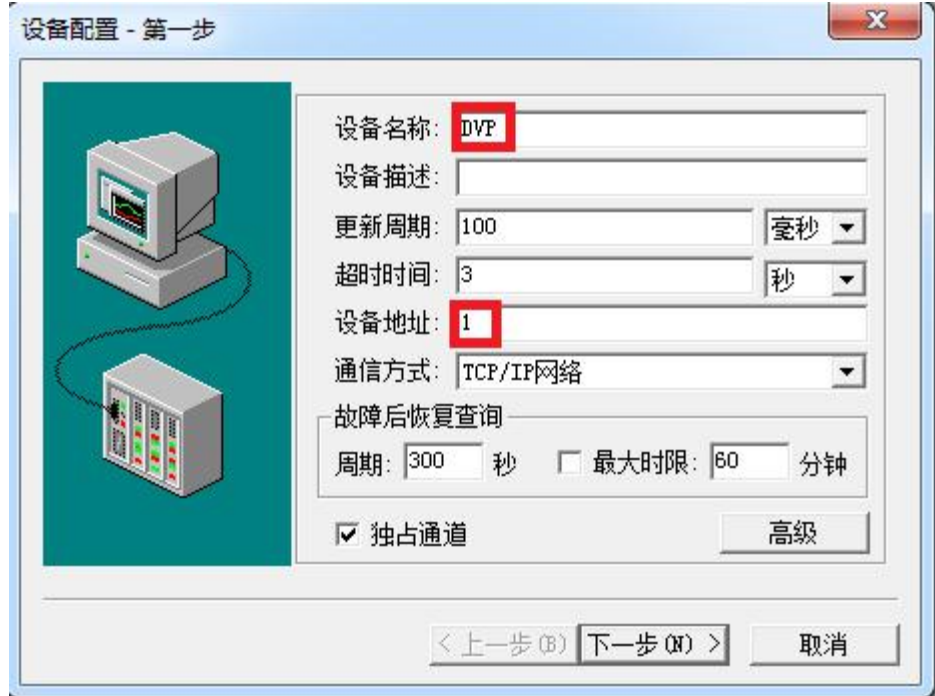 设备配置 - 第一步
设备名称: DVP
设备描述:
更新周期: 100 毫秒
超时时间: 3 秒
设备地址: 1
通信方式: TCP/IP网络
故障后恢复查询
周期: 300 秒 最大时限: 60 分钟
独占通道 高级
< 上一步(B) 下一步(N) > 取消